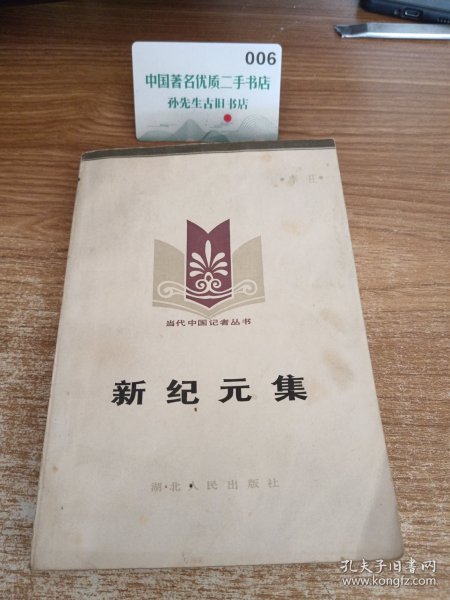 006
中国著名优质二手书店
孙先生古旧书店
当代中国记者丛书
新纪元集
湖北人民出版社
孔夫子旧书网
www.kongfz.com